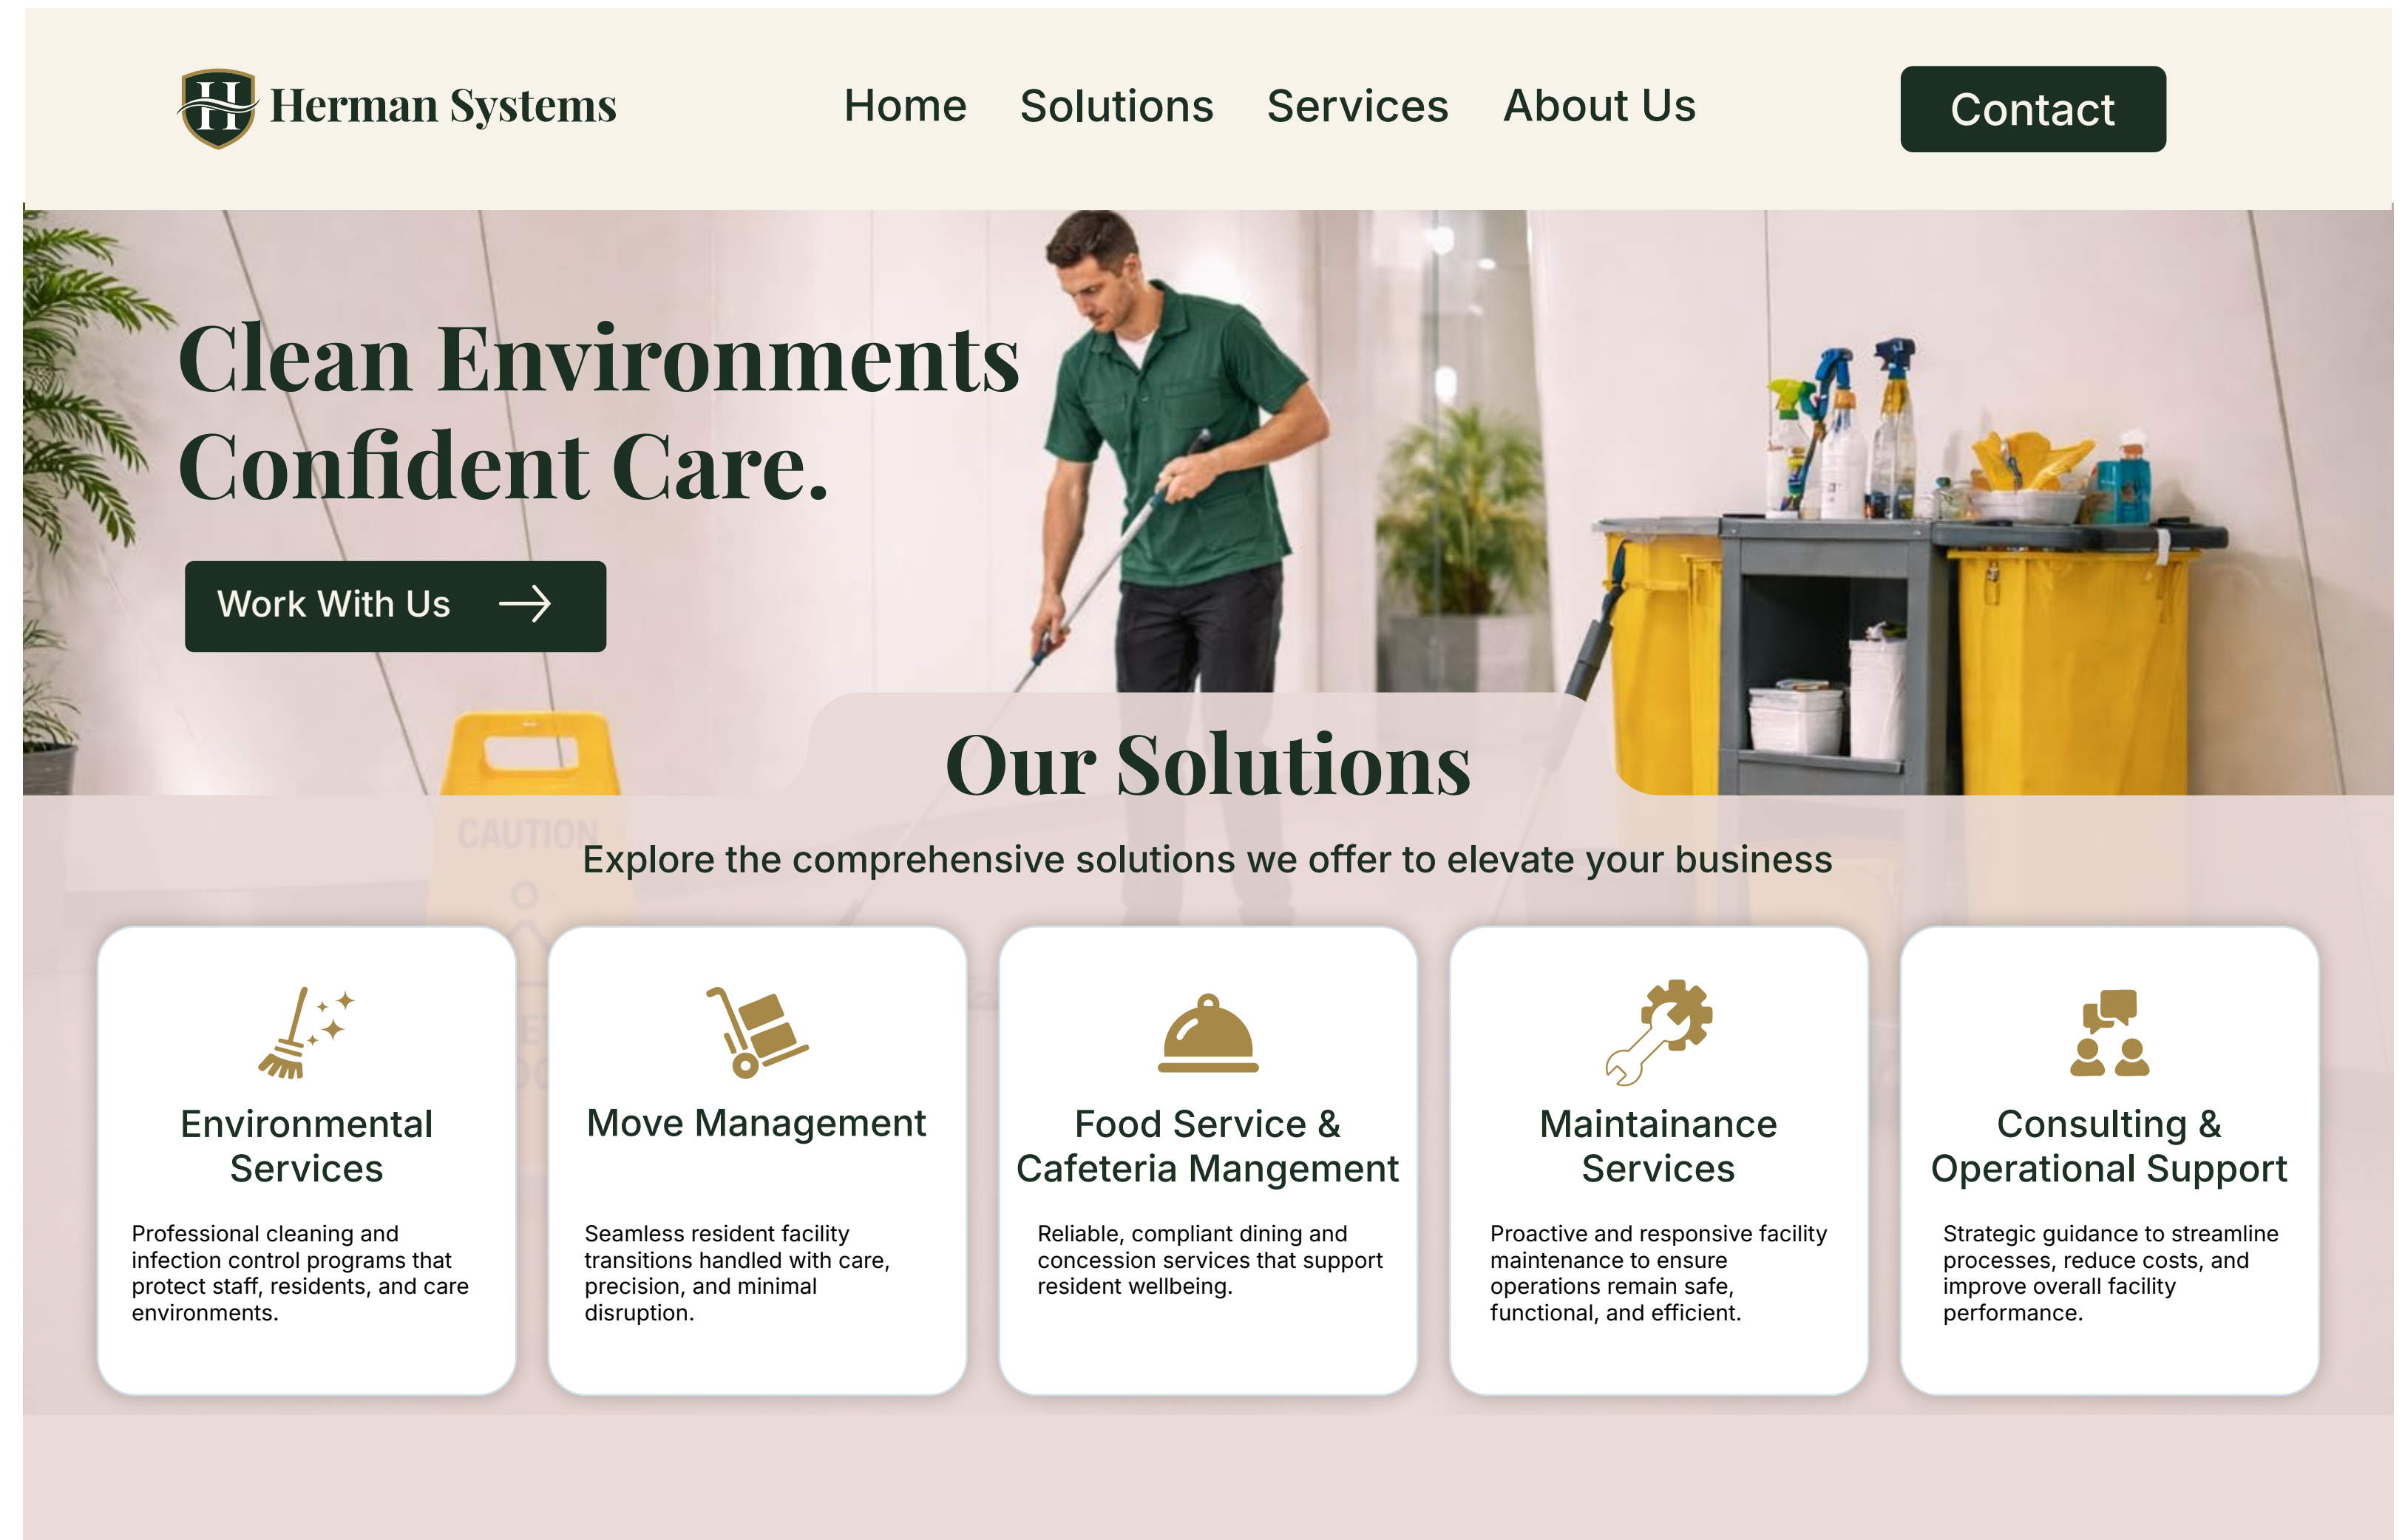 H Herman Systems
Home Solutions Services About Us
Contact
Clean Environments
Confident Care.
Work With Us
Our Solutions
CAUTION
Explore the comprehensive solutions we offer to elevate your business
Environmental
Services
Professional cleaning and
infection control programs that
protect staff, residents, and care
environments.
Move Management
Seamless resident facility
transitions handled with care,
precision, and minimal
disruption.
Food Service &
Cafeteria Mangement
Reliable, compliant dining and
concession services that support
resident wellbeing.
Maintainance
Services
Proactive and responsive facility
maintenance to ensure
operations remain safe,
functional, and efficient.
Consulting &
Operational Support
Strategic guidance to streamline
processes, reduce costs, and
improve overall facility
performance.